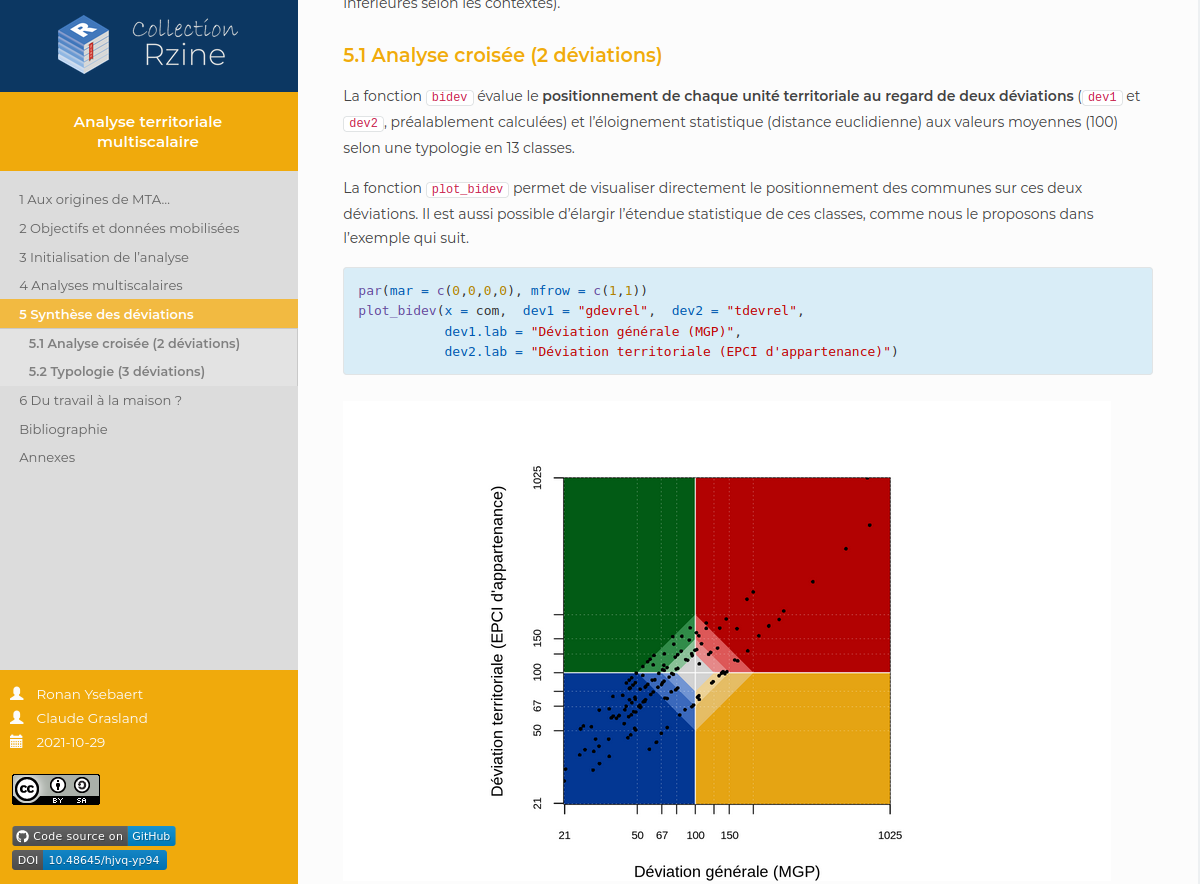 Collection
Rzine
Analyse territoriale
multiscalaire
1 Aux origines de MTA...
2 Objectifs et données mobilisées
3 Initialisation de l'analyse
4 Analyses multiscalaires
5 Synthèse des déviations
5.1 Analyse croisée (2 déviations)
5.2 Typologie (3 déviations)
6 Du travail à la maison ?
Bibliographie
Annexes
Ronan Ysebaert
Claude Grasland
2021-10-29
cc
BY SA
Code source on GitHub
DOI 10.48645/hjvq-yp94
inférieures selon les contextes).
5.1 Analyse croisée (2 déviations)
La fonction bidev évalue le positionnement de chaque unité territoriale au regard de deux déviations (dev1 et
dev2, préalablement calculées) et l'éloignement statistique (distance euclidienne) aux valeurs moyennes (100)
selon une typologie en 13 classes.
La fonction plot_bidev permet de visualiser directement le positionnement des communes sur ces deux
déviations. Il est aussi possible d'élargir l'étendue statistique de ces classes, comme nous le proposons dans
l'exemple qui suit.
par(mar = c(0,0,0,0), mfrow = c(1,1))
plot_bidev(x = com,  dev1 = "gdevrel",  dev2 = "tdevrel",
dev1.lab = "Déviation générale (MGP)",
dev2.lab = "Déviation territoriale (EPCI d'appartenance)")
Déviation territoriale (EPCI d'appartenance)
1025
150
100
67
50
21
21 50 67 100 150 1025
Déviation générale (MGP)